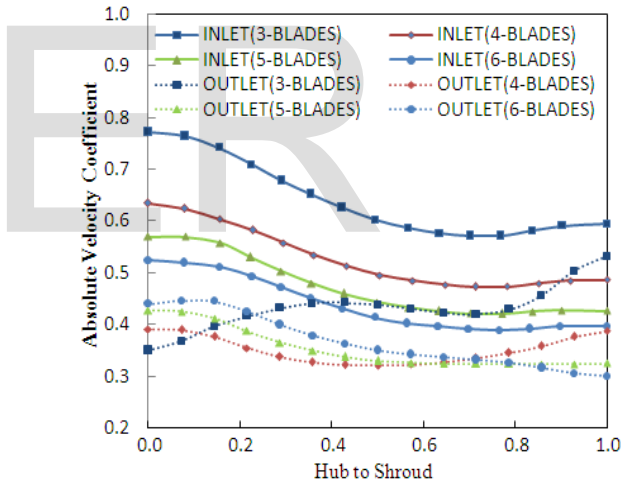 ER
1.0
0.9
0.8
0.7
0.6
0.5
0.4
0.3
0.2
Absolute Velocity Coefficient
INLET(3-BLADES)
INLET(4-BLADES)
INLET(5-BLADES)
INLET(6-BLADES)
OUTLET(3-BLADES)
OUTLET(4-BLADES)
OUTLET(5-BLADES)
OUTLET(6-BLADES)
0.0 0.2 0.4 0.6 0.8 1.0
Hub to Shroud